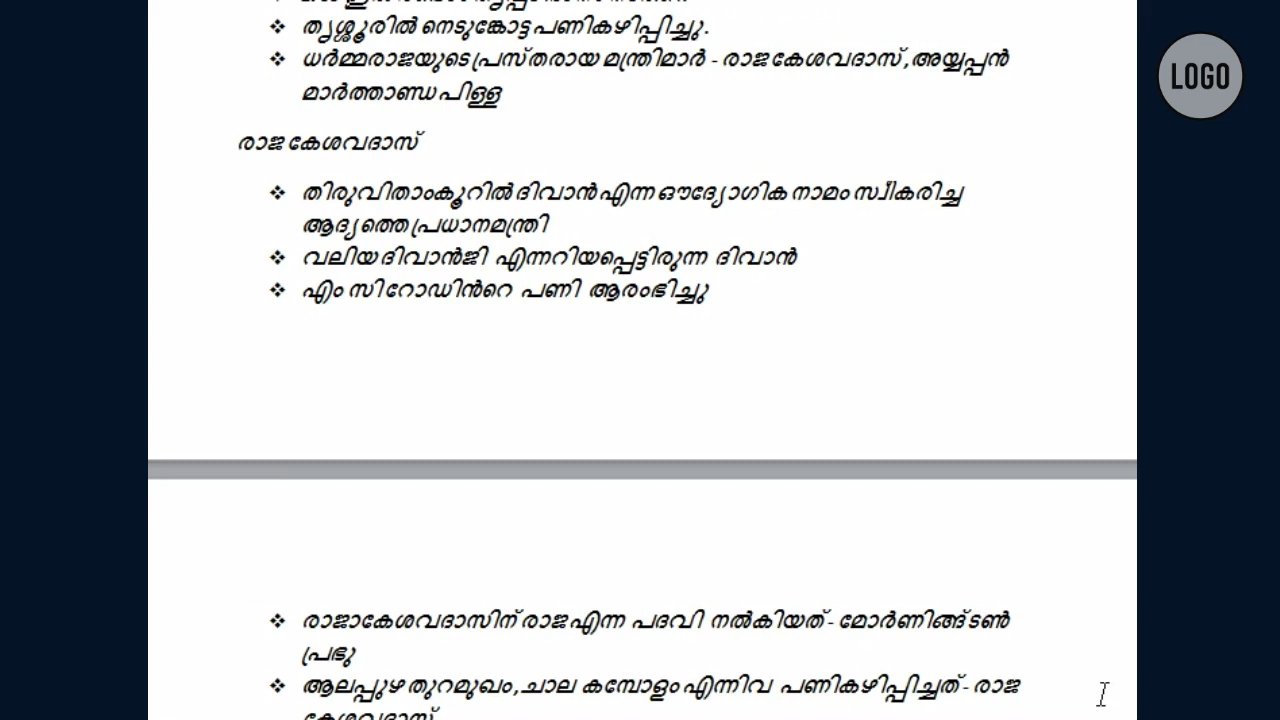 ❖ തൃശ്ശൂരിൽ നെടുങ്കോട്ട പണികഴിപ്പിച്ചു.
❖ ധർമ്മരാജയുടെ പ്രസ്തരായ മന്ത്രിമാർ - രാജ കേശവദാസ് ,അയ്യപ്പൻ
മാർത്താണ്ഡ പിള്ള
രാജ കേശവദാസ്
❖ തിരുവിതാംകൂറിൽ ദിവാൻ എന്ന ഔദ്യോഗിക നാമം സ്വീകരിച്ച
ആദ്യത്തെ പ്രധാനമന്ത്രി
❖ വലിയ ദിവാൻജി എന്നറിയപ്പെട്ടിരുന്ന ദിവാൻ
❖ എം സി റോഡിൻറെ പണി ആരംഭിച്ചു
❖ രാജാകേശവദാസിന് രാജ എന്ന പദവി നൽകിയത് - മോർണിങ്ങ്ടൺ
പ്രഭു
❖ ആലപ്പുഴ തുറമുഖം ,ചാല കമ്പോളം എന്നിവ പണികഴിപ്പിച്ചത് - രാജ
കേശവദാസ്
LOGO